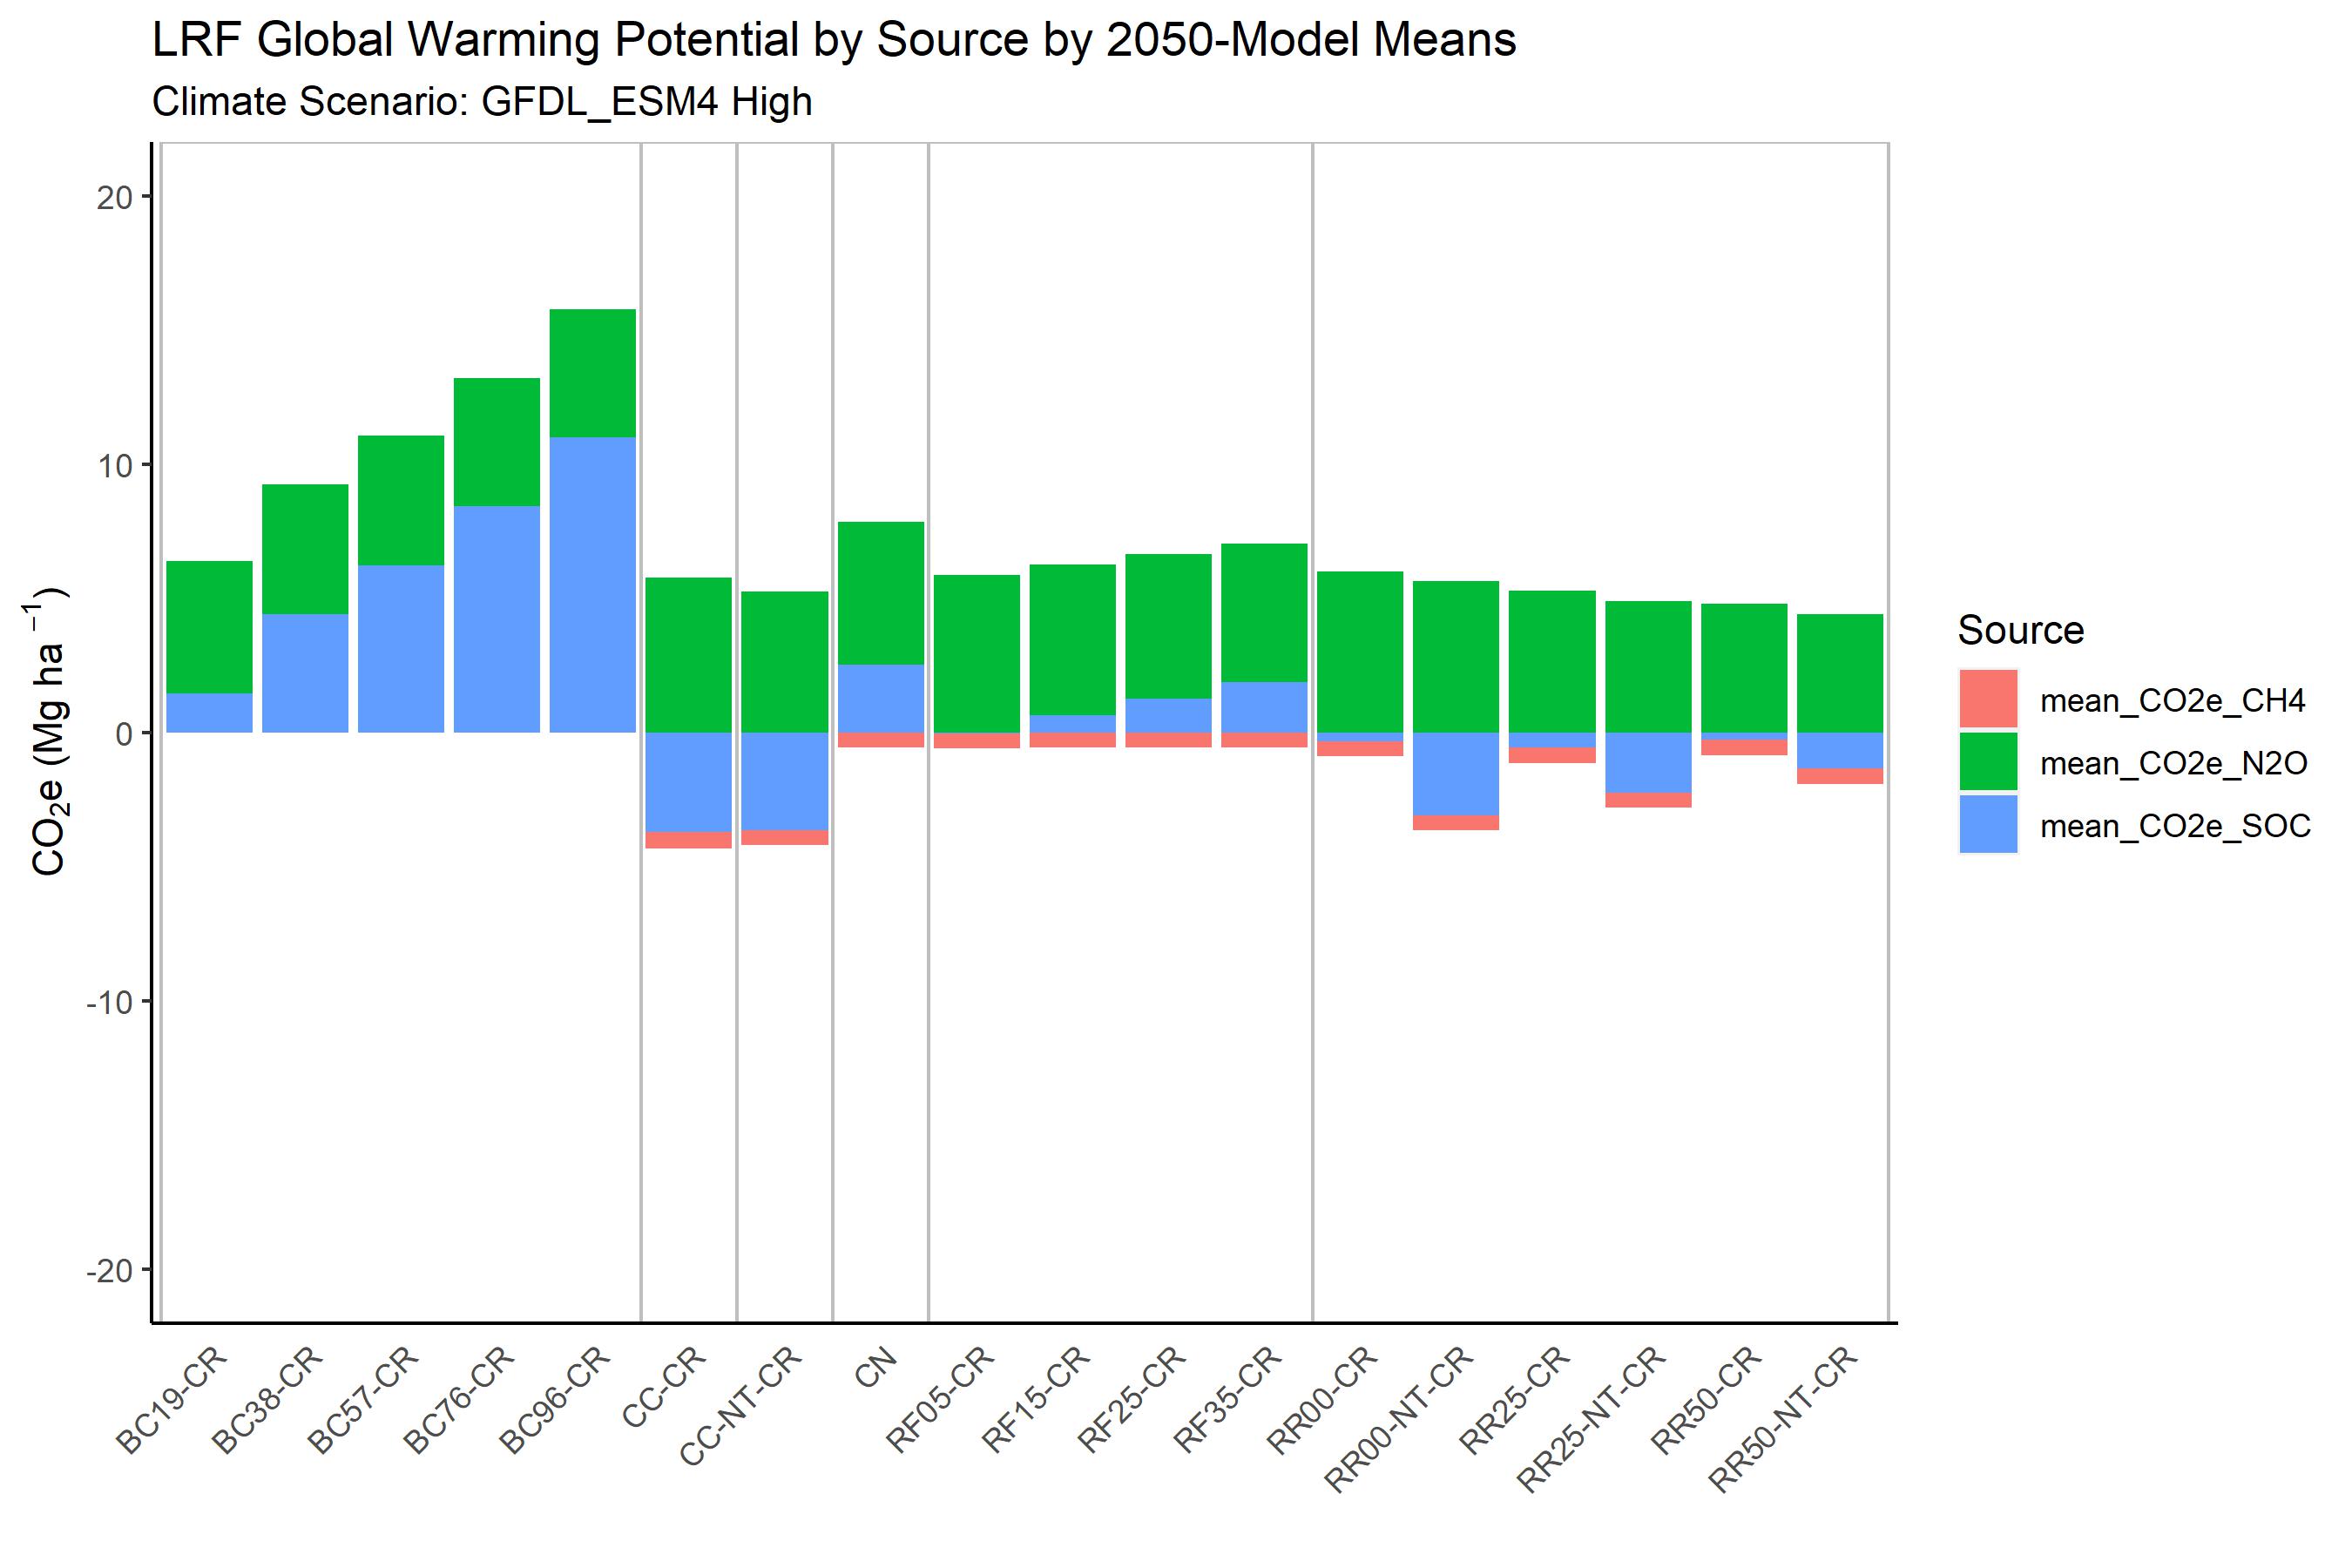 LRF Global Warming Potential by Source by 2050-Model Means
Climate Scenario: GFDL_ESM4 High
CO₂e (Mg ha ⁻¹)
20
10
0
-10
-20
BC19-CR
BC38-CR
BC57-CR
BC76-CR
BC96-CR
CC-CR
CC-NT-CR
CN
RF05-CR
RF15-CR
RF25-CR
RF35-CR
RR00-CR
RR00-NT-CR
RR25-CR
RR25-NT-CR
RR50-CR
RR50-NT-CR
Source
mean_CO2e_CH4
mean_CO2e_N2O
mean_CO2e_SOC